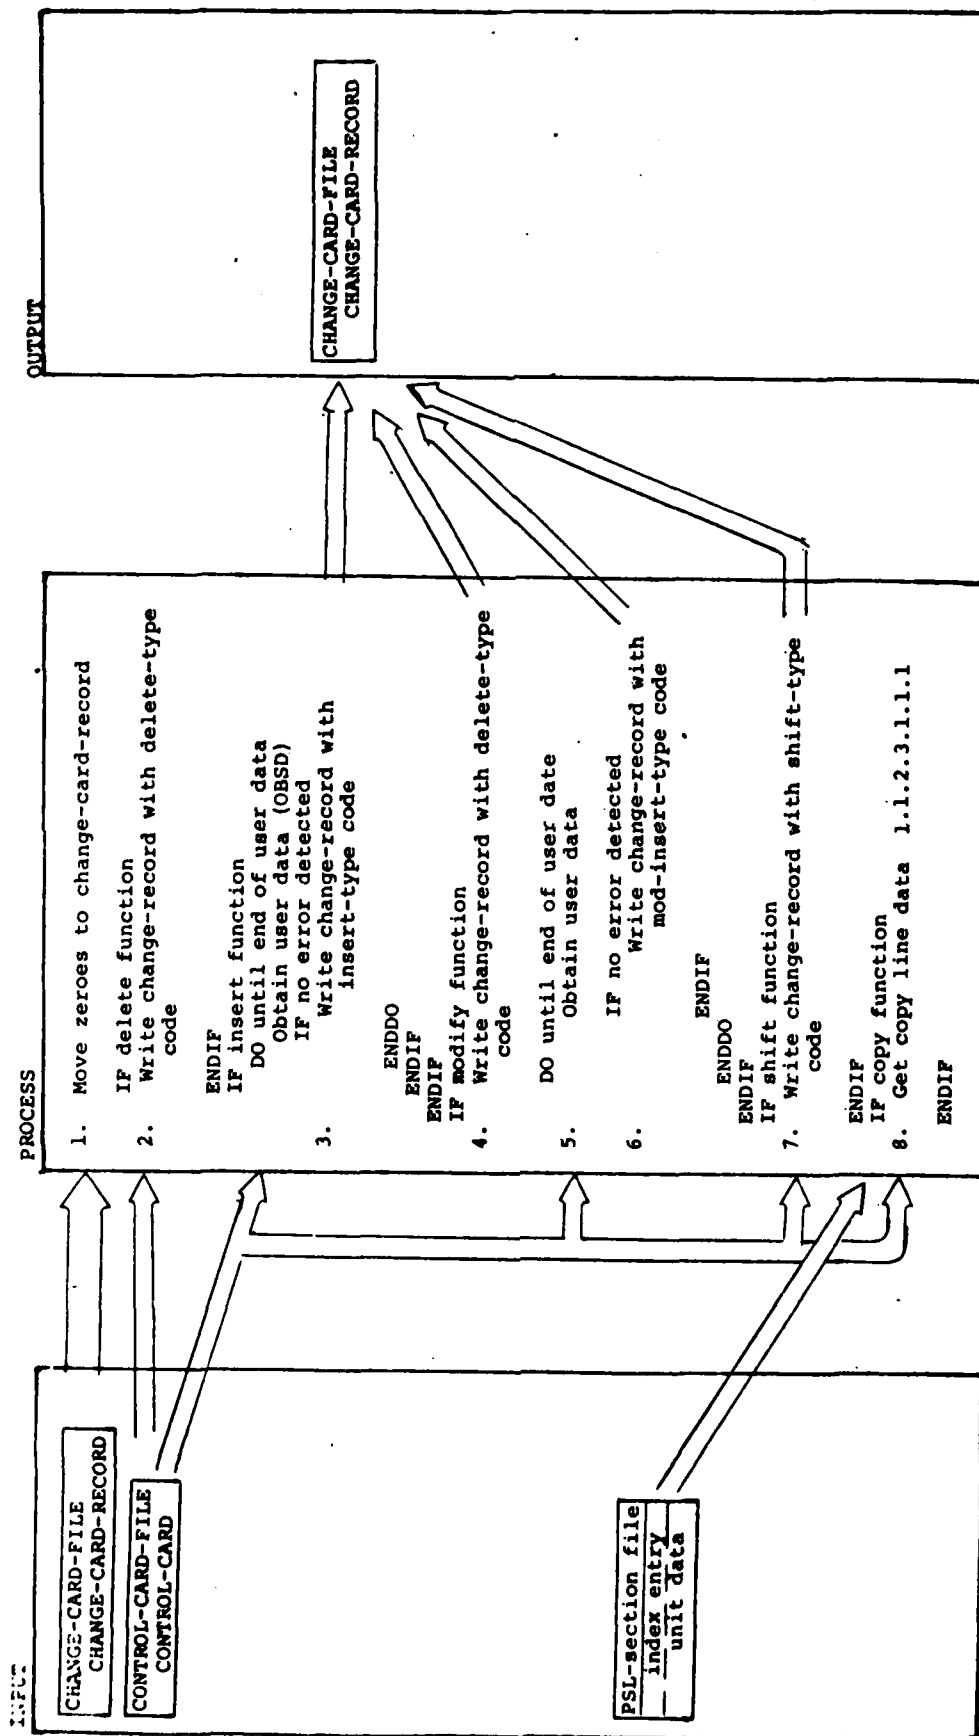 INPUT
CHANGE-CARD-FILE
CHANGE-CARD-RECORD
CONTROL-CARD-FILE
CONTROL-CARD
PSL-section file
index entry
unit data
PROCESS
1. Move zeroes to change-card-record
IF delete function
2. Write change-record with delete-type
code
ENDIF
IF insert function
DO until end of user data
Obtain user data (OBSD)
IF no error detected
3. Write change-record with
insert-type code
ENDDO
ENDIF
ENDIF
IF modify function
4. Write change-record with delete-type
code
DO until end of user date
5. Obtain user data
IF no error detected
6. Write change-record with
mod-insert-type code
ENDIF
ENDDO
ENDIF
IF shift function
7. Write change-record with shift-type
code
ENDIF
IF copy function
8. Get copy line data 1.1.2.3.1.1.1
ENDIF
OUTPUT
CHANGE-CARD-FILE
CHANGE-CARD-RECORD